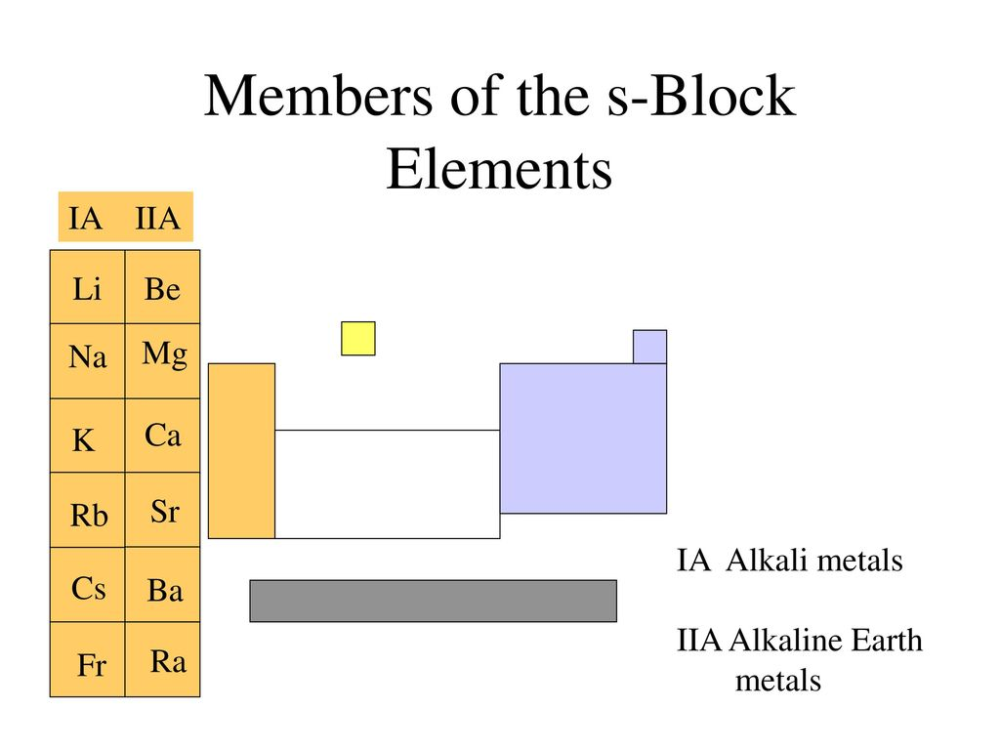 Members of the s-Block
Elements
IA IIA
Li Be
Na Mg
K Ca
Rb Sr
Cs Ba
Fr Ra
IA Alkali metals
IIA Alkaline Earth
metals